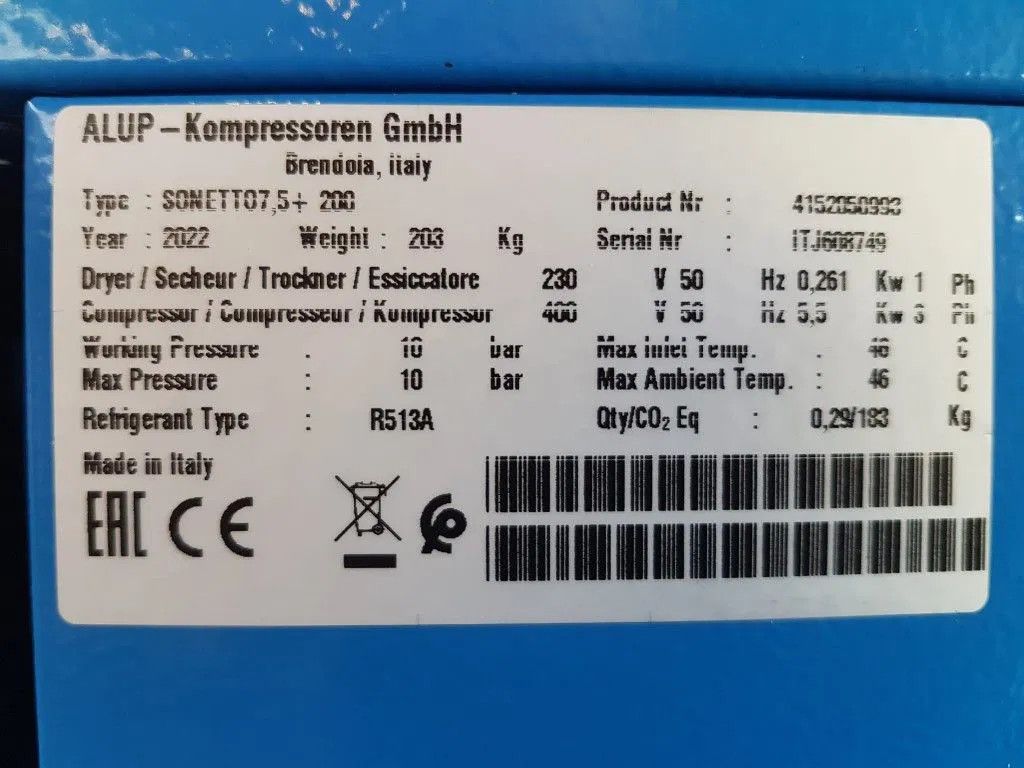 ALUP – Kompressoren GmbH
Brendola, Italy
Type : SONETTO7,5+ 200 Product Nr : 4152050993
Year : 2022 Weight : 203 Kg Serial Nr : ITJ608749
Dryer / Secheur / Trockner / Essiccatore 230 V 50 Hz 0,261 Kw 1 Ph
Compressor / Compresseur / Kompressor 400 V 50 Hz 5,5 Kw 3 Ph
Working Pressure : 10 bar Max Inlet Temp. : 46 C
Max Pressure : 10 bar Max Ambient Temp. : 46 C
Refrigerant Type : R513A Qty/CO₂ Eq : 0,29/183 Kg
Made in Italy
EAC CE